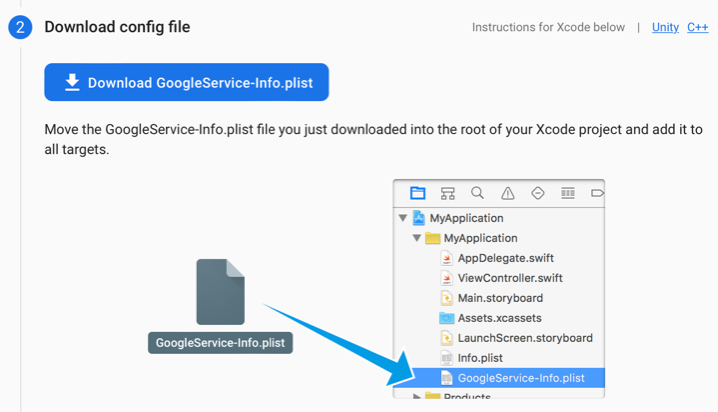 2 Download config file
Instructions for Xcode below | Unity C++
Download GoogleService-Info.plist
Move the GoogleService-Info.plist file you just downloaded into the root of your Xcode project and add it to
all targets.
MyApplication
MyApplication
AppDelegate.swift
ViewController.swift
Main.storyboard
Assets.xcassets
LaunchScreen.storyboard
Info.plist
GoogleService-Info.plist
Products
GoogleService-Info.plist